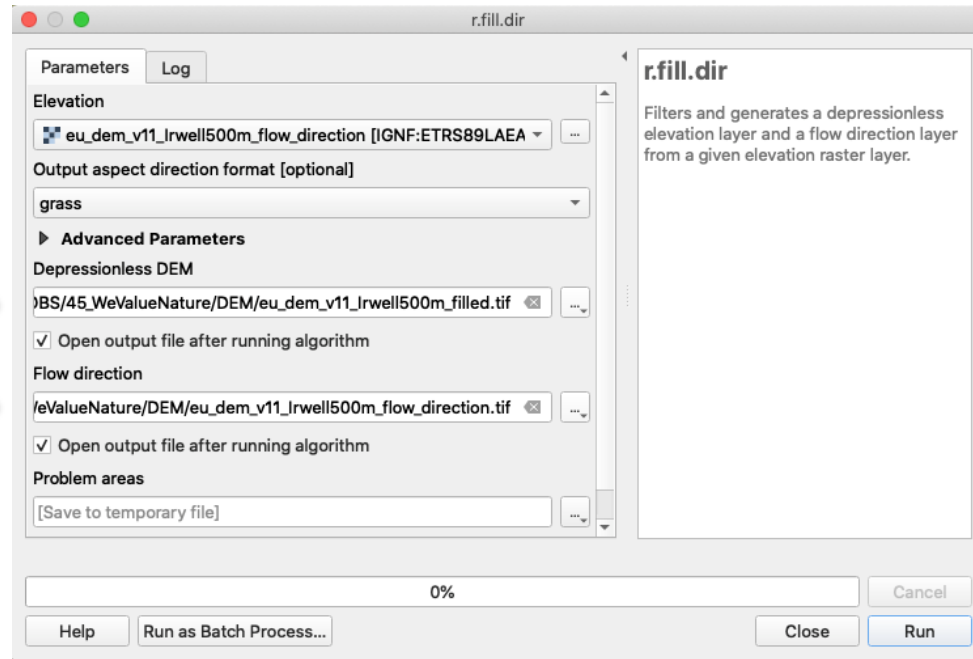 r.fill.dir
Parameters
Log
Elevation
eu_dem_v11_Irwell500m_flow_direction [IGNF:ETRS89LAEA
...
Output aspect direction format [optional]
grass
Advanced Parameters
Depressionless DEM
OBS/45_WeValueNature/DEM/eu_dem_v11_Irwell500m_filled.tif
...
Open output file after running algorithm
Flow direction
/eValueNature/DEM/eu_dem_v11_Irwell500m_flow_direction.tif
...
Open output file after running algorithm
Problem areas
[Save to temporary file]
...
r.fill.dir
Filters and generates a depressionless
elevation layer and a flow direction layer
from a given elevation raster layer.
0%
Cancel
Help
Run as Batch Process...
Close
Run